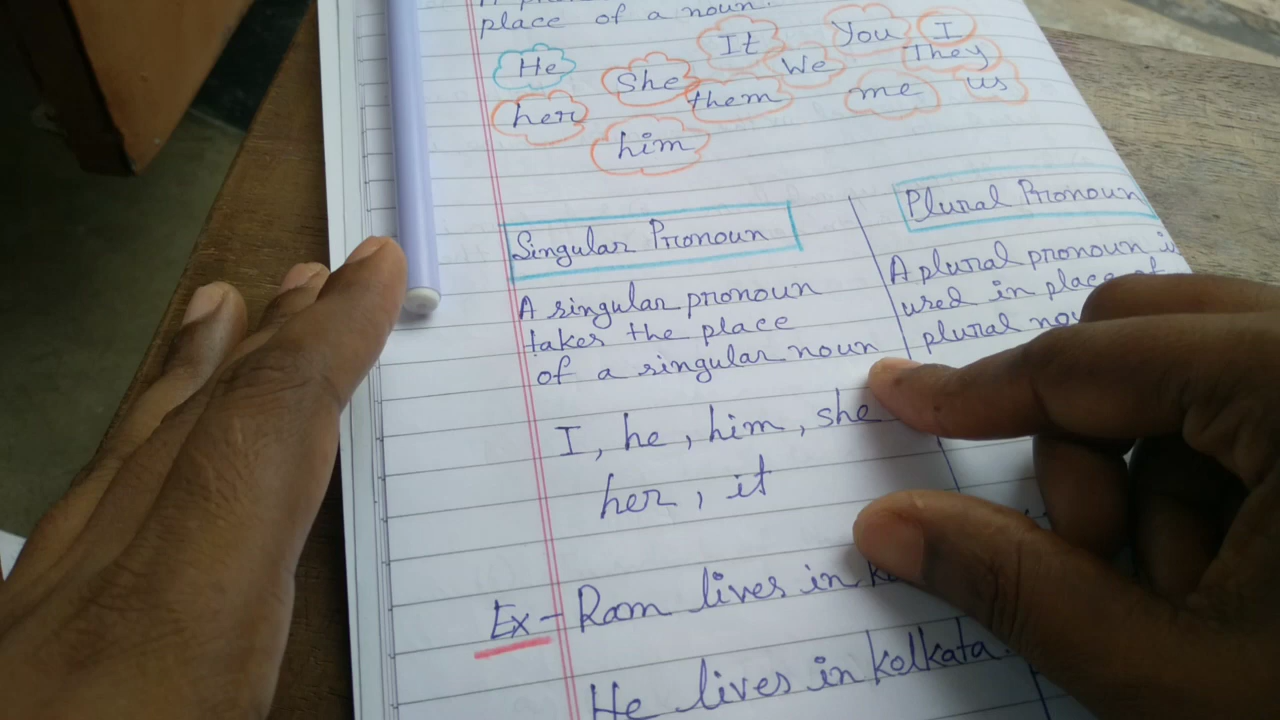 place of a noun.
He She It We You I They
her them me us
him
Singular Pronoun
A singular pronoun
takes the place
of a singular noun
I, he, him, she
her, it
Ex- Ram lives in
He lives in kolkata.
Plural Pronoun
A plural pronoun is
used in place of
plural